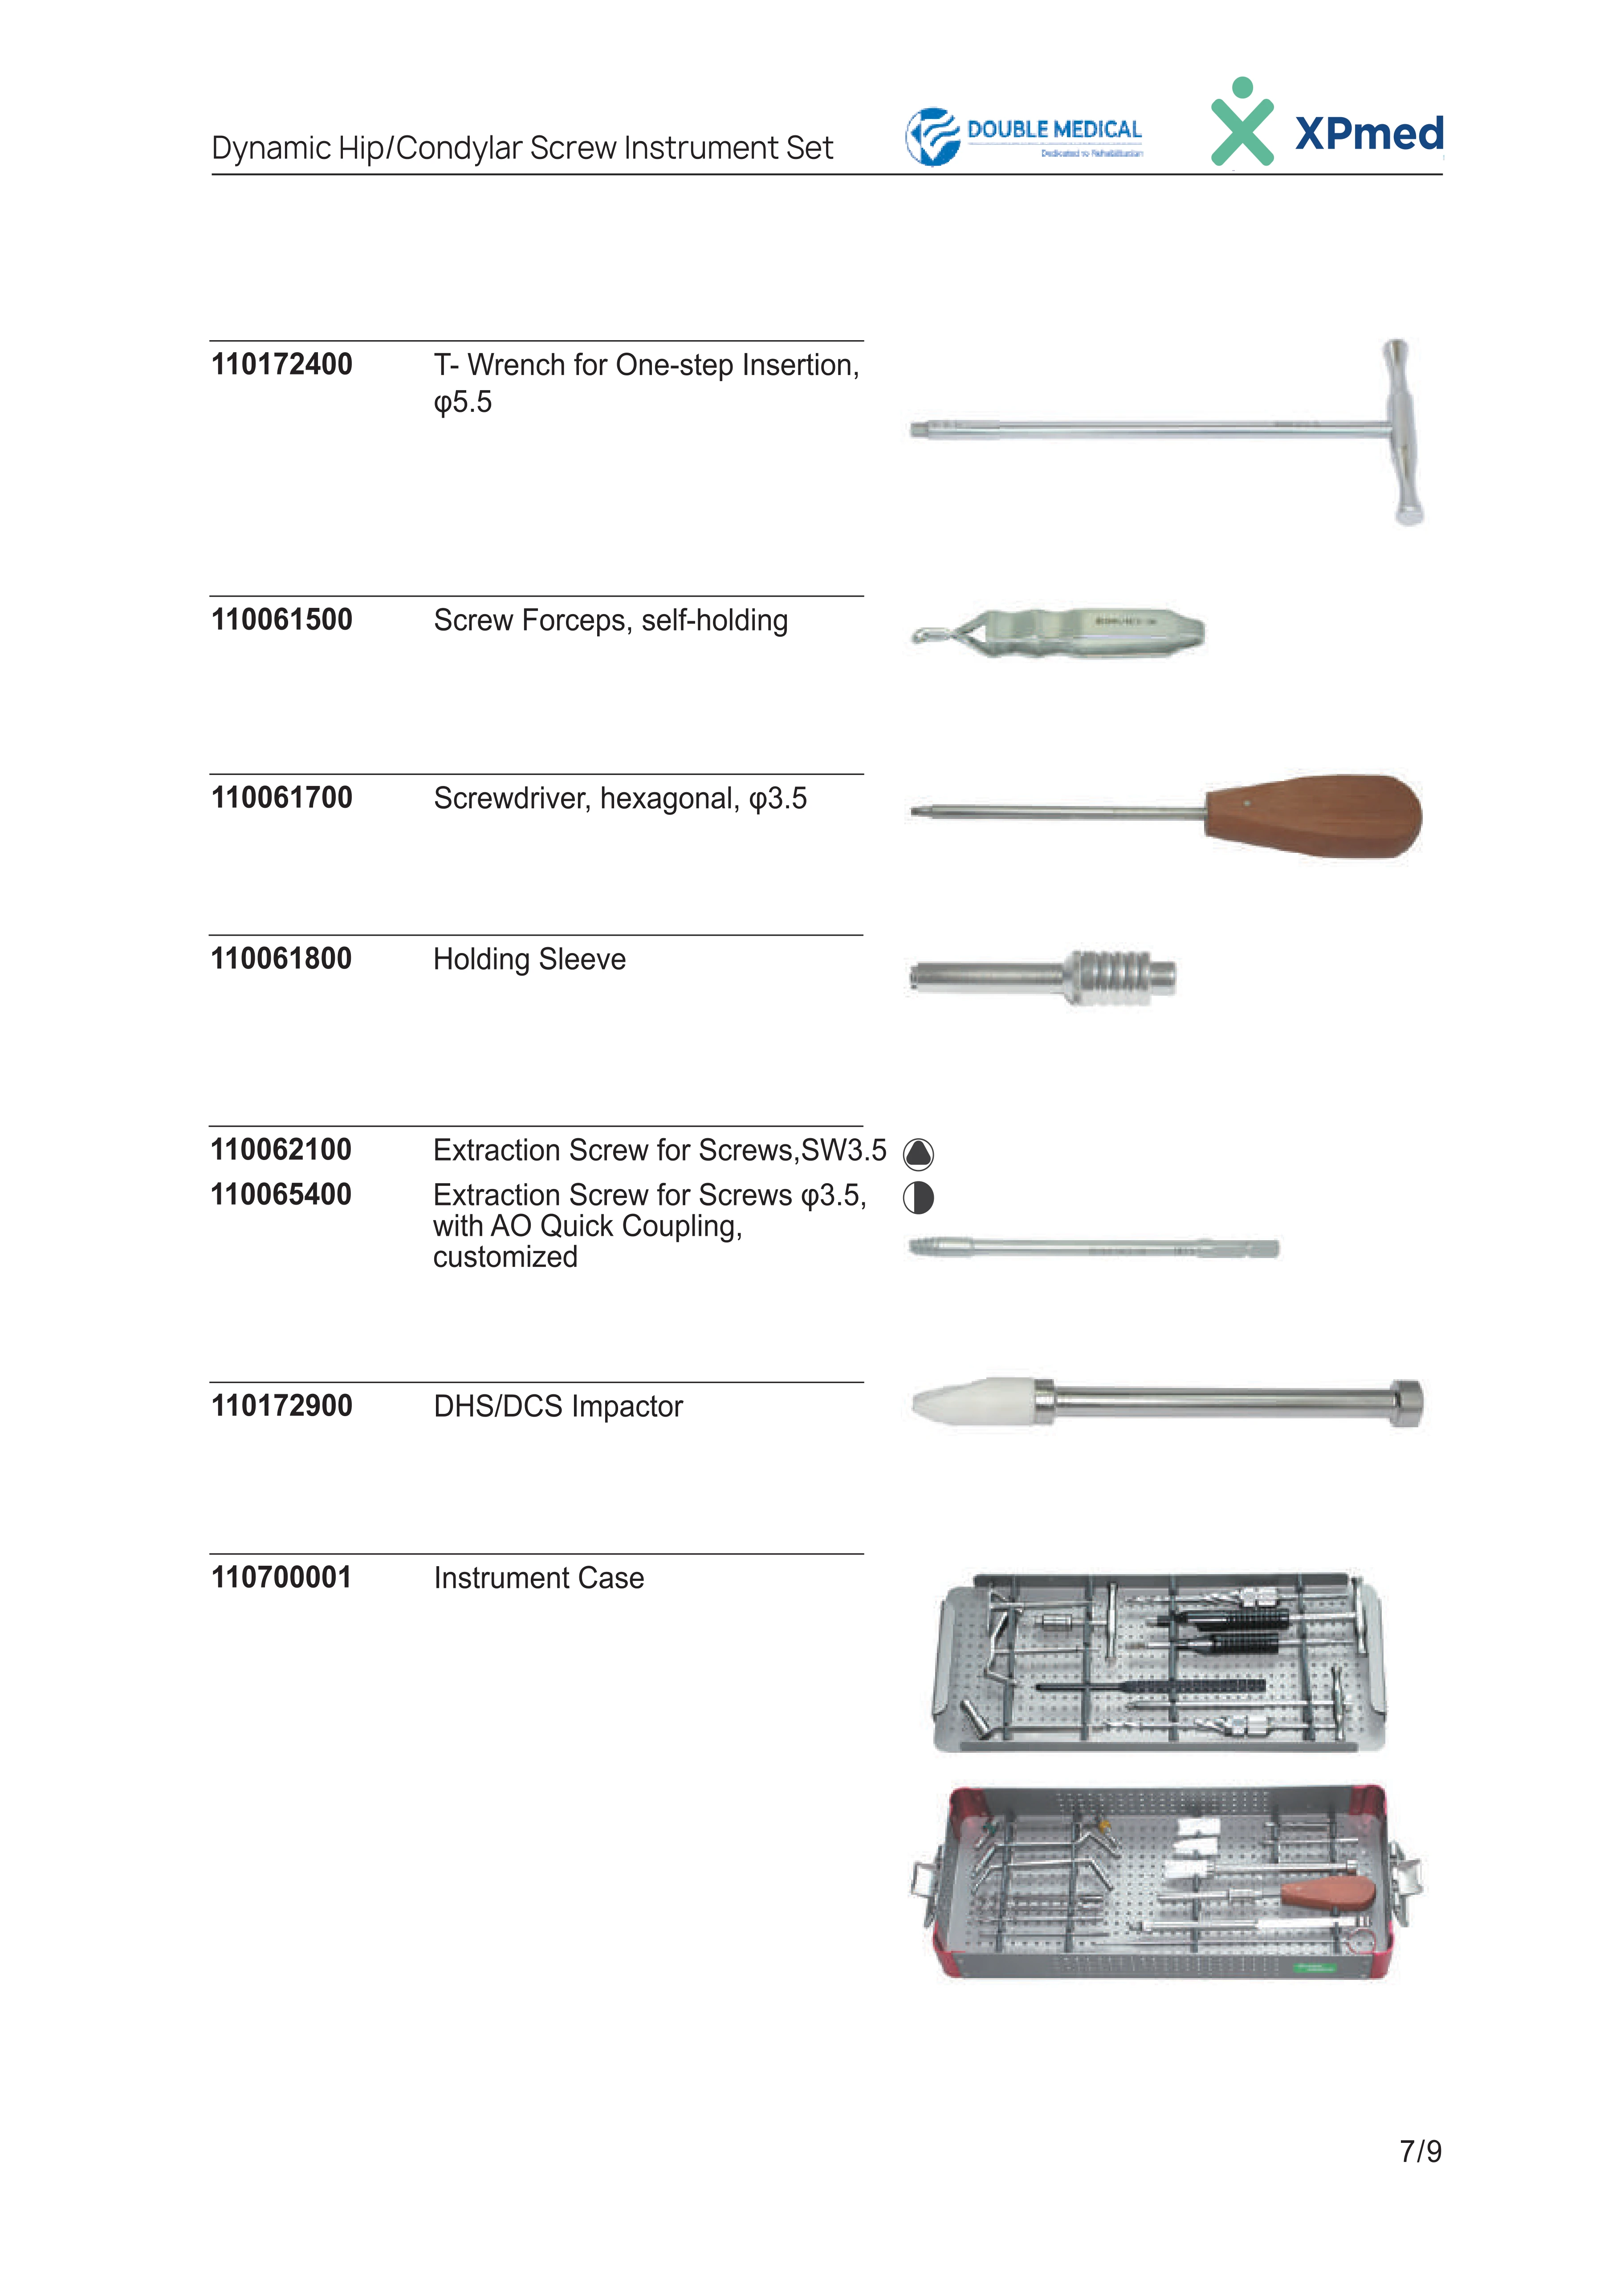 Dynamic Hip/Condylar Screw Instrument Set
DOUBLE MEDICAL
Dedicated to Rehabilitation
XPmed
110172400 T- Wrench for One-step Insertion,
φ5.5
110061500 Screw Forceps, self-holding
110061700 Screwdriver, hexagonal, φ3.5
110061800 Holding Sleeve
110062100 Extraction Screw for Screws,SW3.5
110065400 Extraction Screw for Screws φ3.5,
with AO Quick Coupling,
customized
110172900 DHS/DCS Impactor
110700001 Instrument Case
7/9